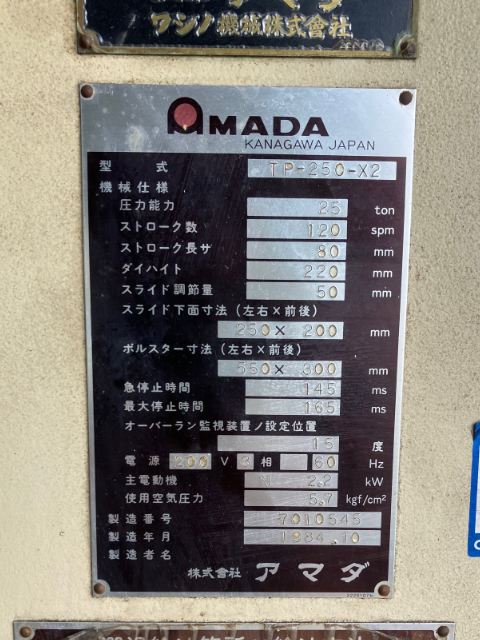 アマダ
ワシノ機械株式會社
AMADA
KANAGAWA JAPAN
型式 TP-250-X2
機械仕様
圧力能力 25 ton
ストローク数 120 spm
ストローク長サ 80 mm
ダイハイト 220 mm
スライド調節量 50 mm
スライド下面寸法（左右×前後）
250× 200 mm
ボルスター寸法（左右×前後）
550× 300 mm
急停止時間 145 ms
最大停止時間 165 ms
オーバーラン監視装置ノ設定位置
15 度
電源 200 V 3 相 60 Hz
主電動機 2.2 kW
使用空気圧力 5.7 kgf/cm²
製造番号 7010545
製造年月 1984.10
製造者名
株式會社 アマダ